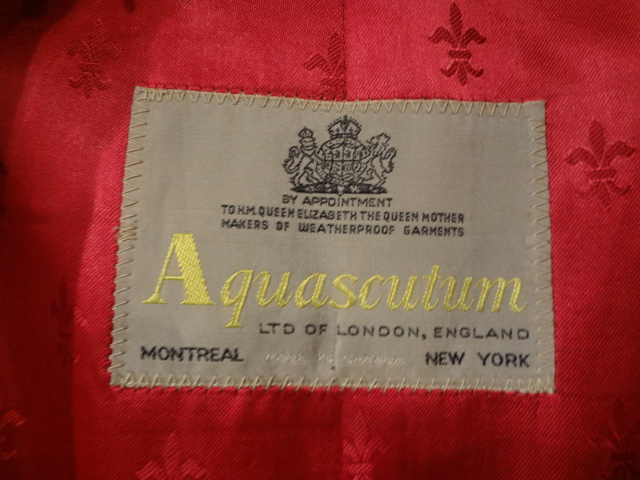 BY APPOINTMENT
TO H.M. QUEEN ELIZABETH THE QUEEN MOTHER
MAKERS OF WEATHERPROOF GARMENTS
Aquascutum
LTD OF LONDON, ENGLAND
MONTREAL NEW YORK